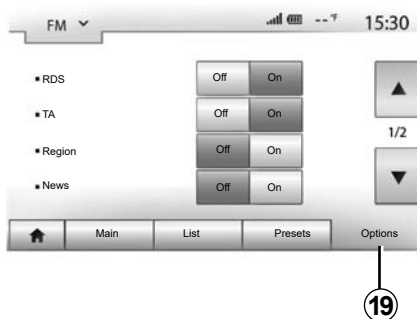 FM -- °F 15:30
RDS Off On
TA Off On
1/2
Region Off On
News Off On
Main List Presets Options
19